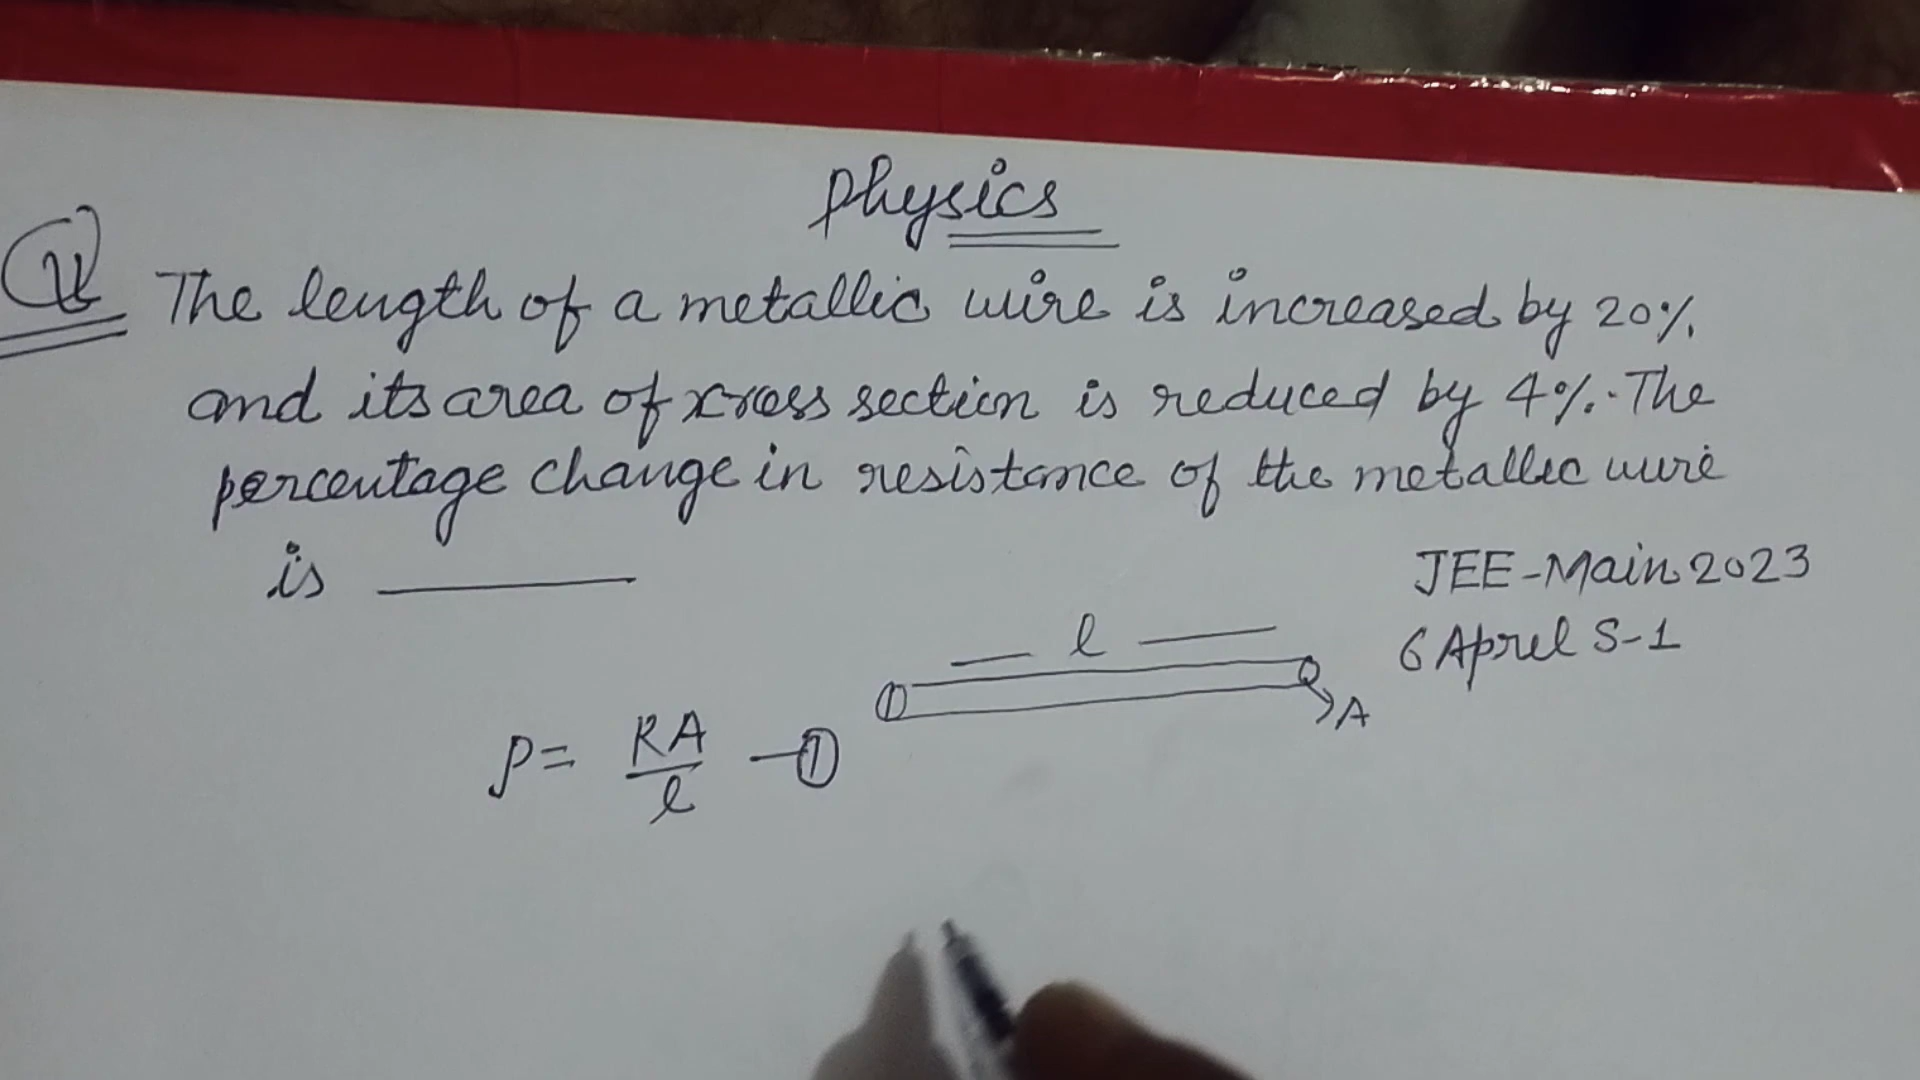 Physics
Q The length of a metallic wire is increased by 20%
and its area of xross section is reduced by 4%. The
percentage change in resistance of the metallic wire
is ______
JEE-Main 2023
6 April S-1
l
A
ρ = RA/l —①